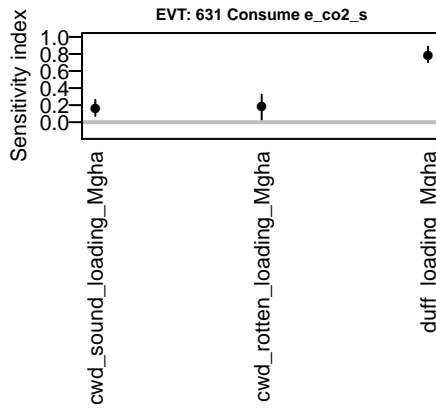 EVT: 631 Consume e_co2_s
Sensitivity index
1.0
0.8
0.6
0.4
0.2
0.0
cwd_sound_loading_Mgha
cwd_rotten_loading_Mgha
duff_loading_Mgha